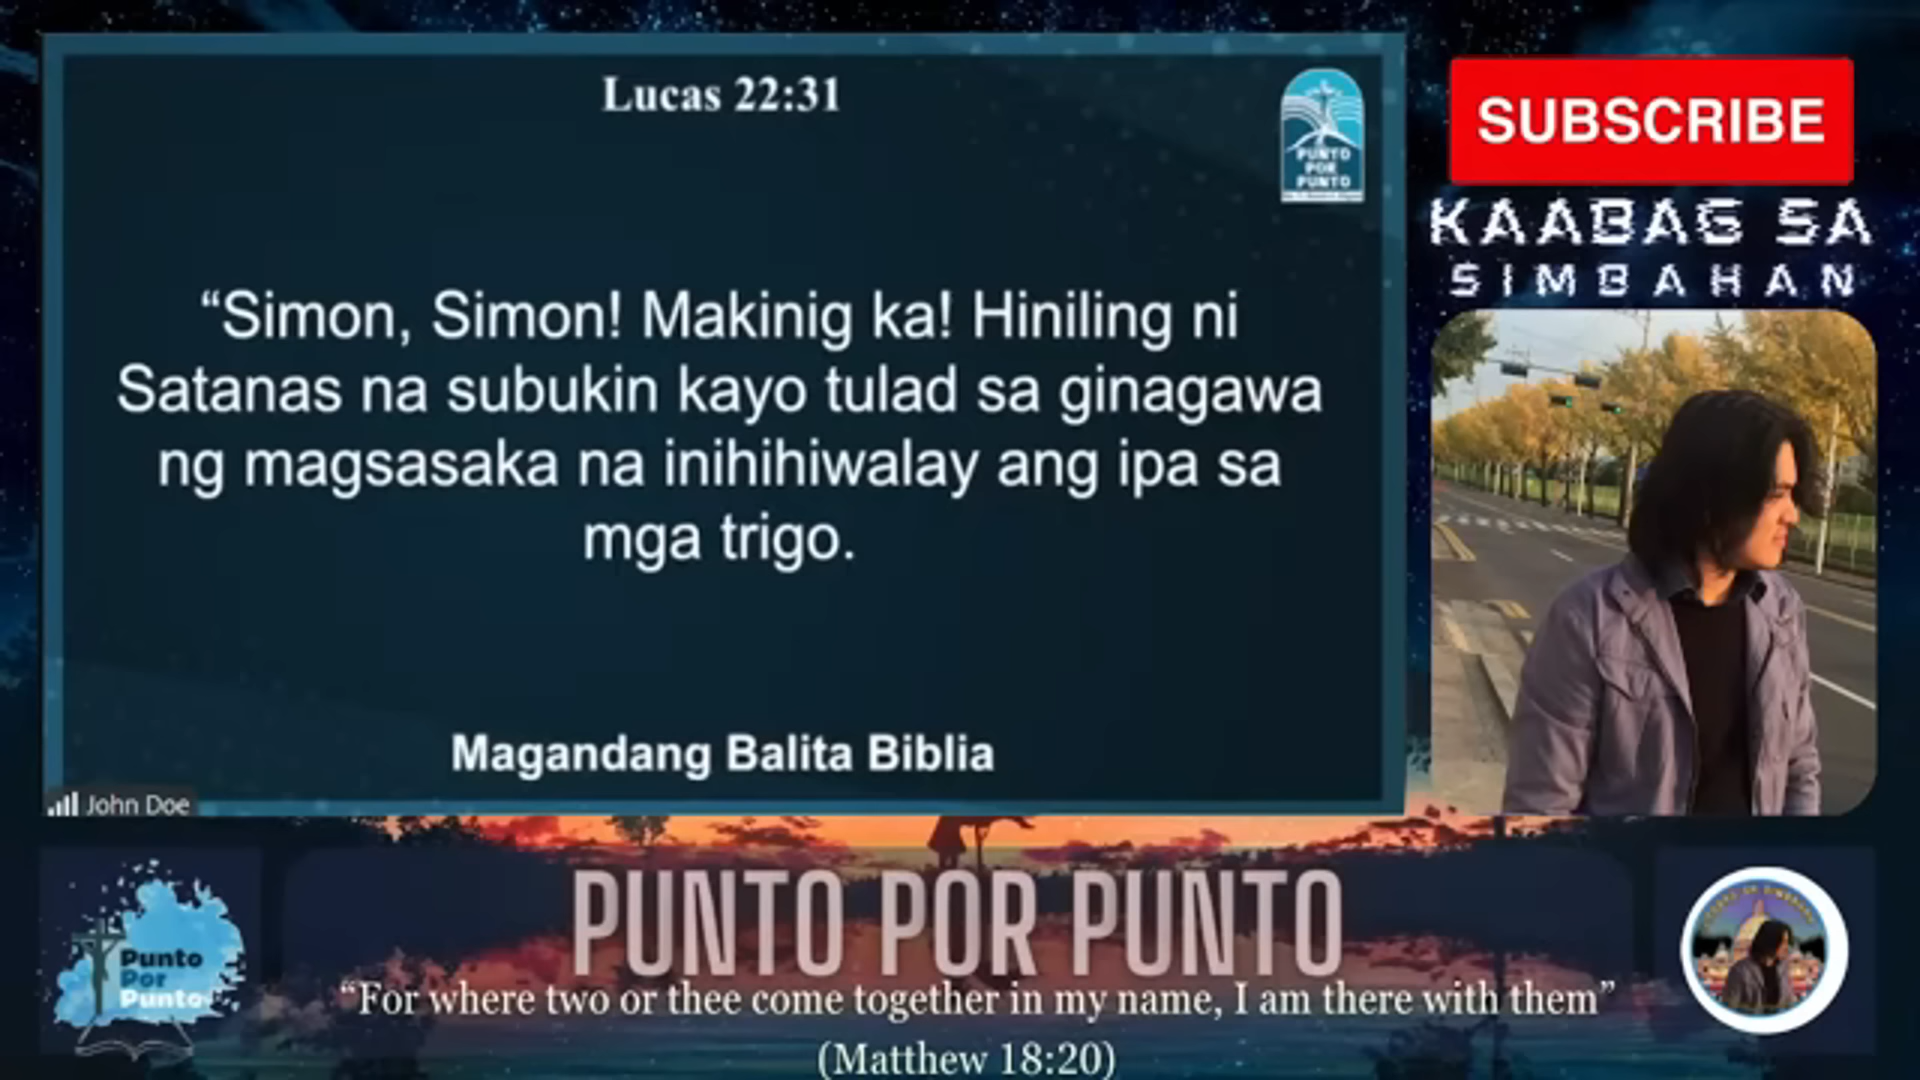 Lucas 22:31
PUNTO
POR
PUNTO
“Simon, Simon! Makinig ka! Hiniling ni
Satanas na subukin kayo tulad sa ginagawa
ng magsasaka na inihihiwalay ang ipa sa
mga trigo.
Magandang Balita Biblia
John Doe
SUBSCRIBE
KAABAG SA
SIMBAHAN
Punto
Por
Punto
PUNTO POR PUNTO
“For where two or thee come together in my name, I am there with them”
(Matthew 18:20)